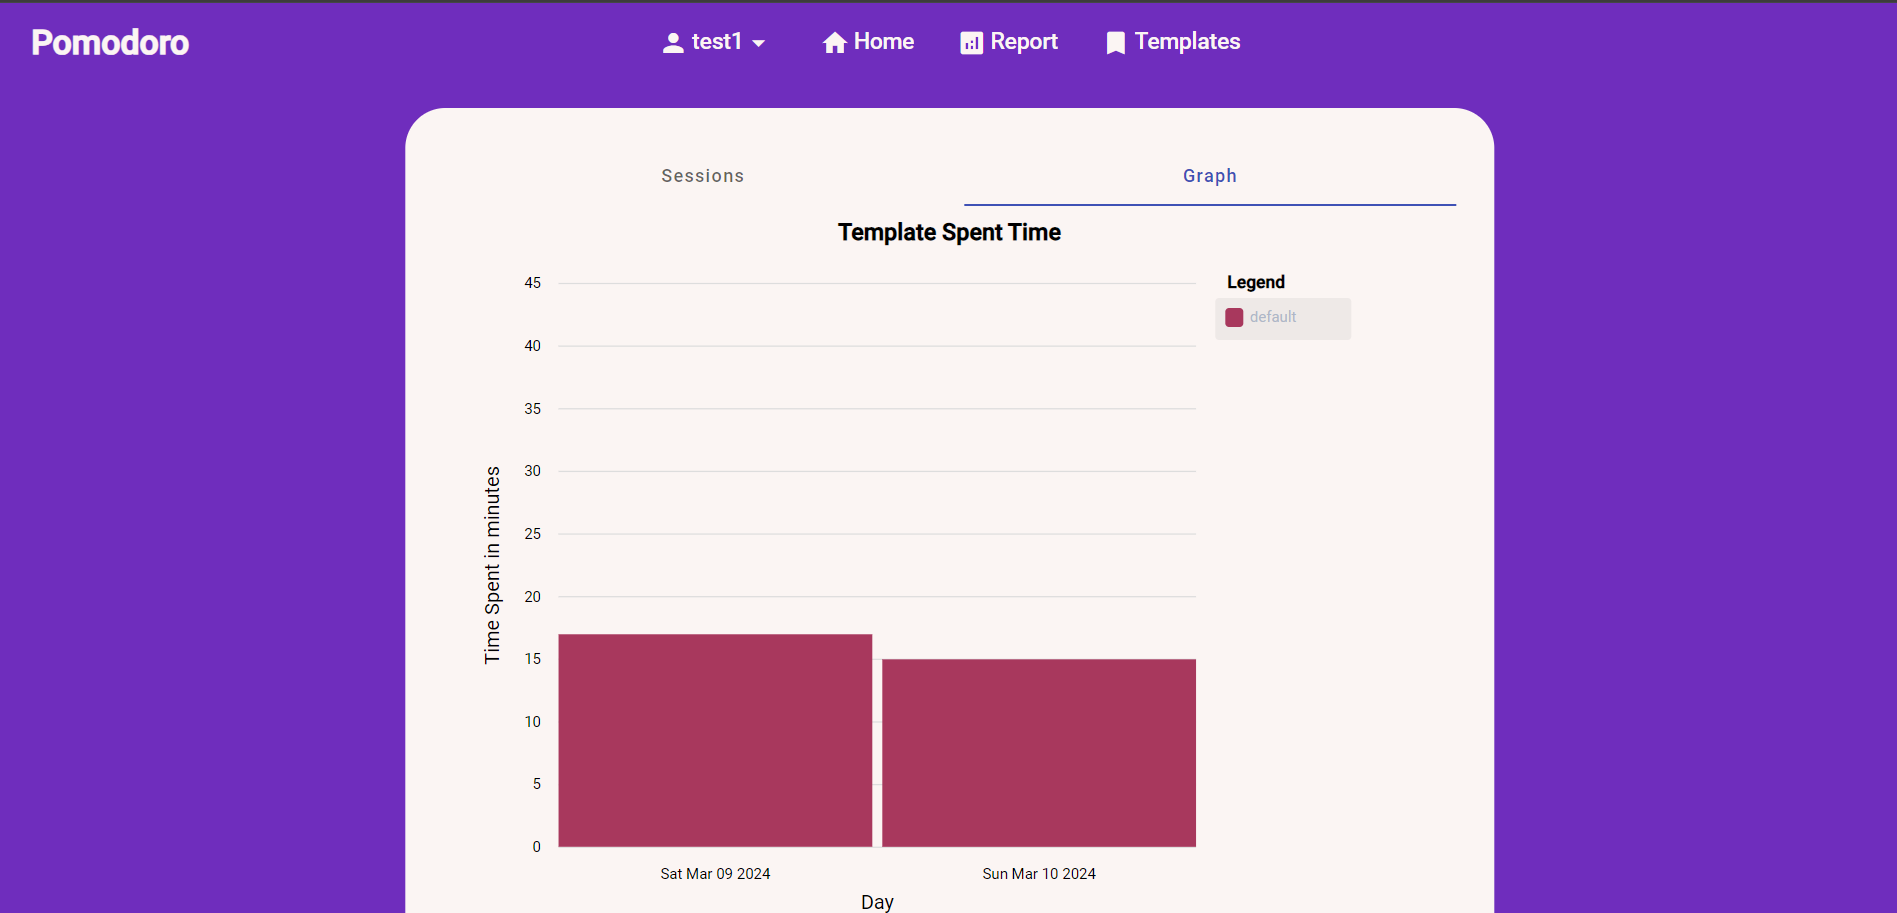 Pomodoro
test1
Home
Report
Templates
Sessions
Graph
Template Spent Time
45
40
35
30
25
20
15
10
5
0
Time Spent in minutes
Legend
default
Sat Mar 09 2024
Sun Mar 10 2024
Day